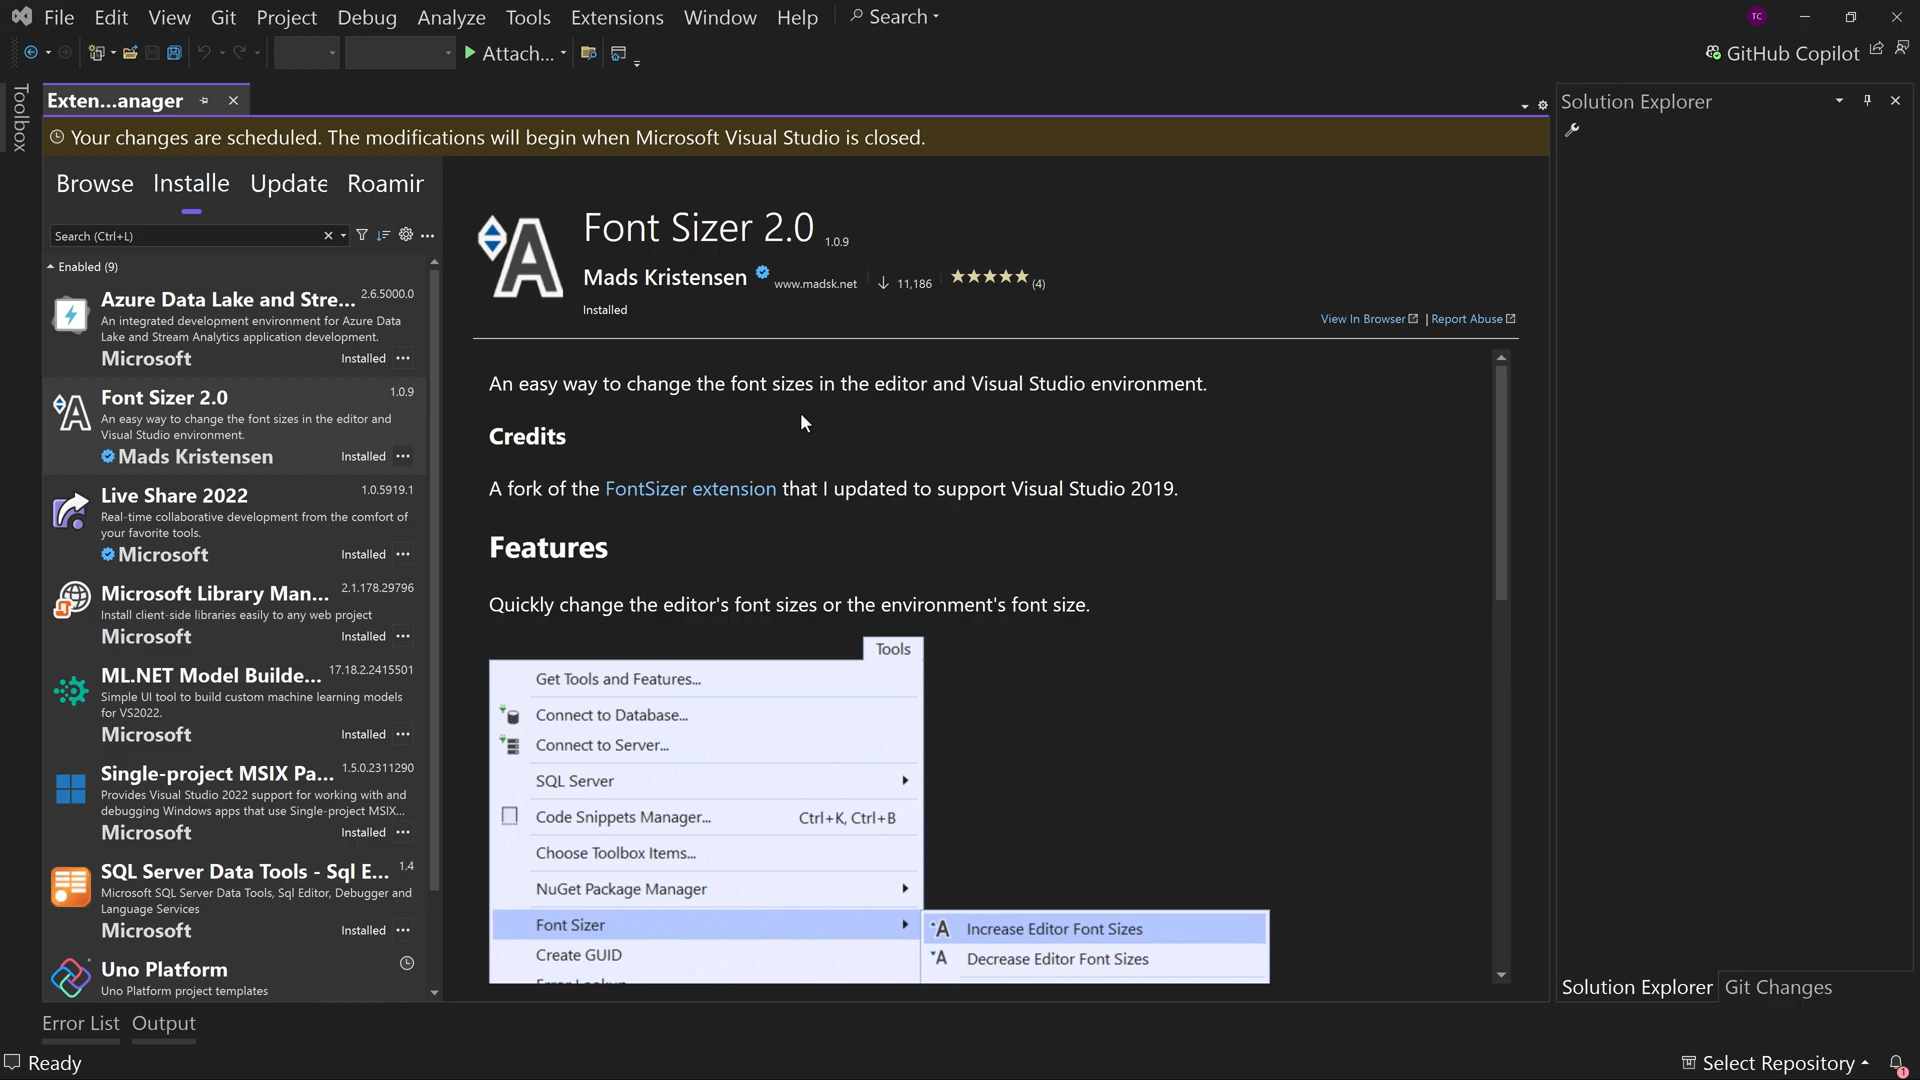 File Edit View Git Project Debug Analyze Tools Extensions Window Help Search
TC
Attach...
GitHub Copilot
Toolbox
Exten...anager
Solution Explorer
Your changes are scheduled. The modifications will begin when Microsoft Visual Studio is closed.
Browse Installe Update Roamir
Search (Ctrl+L)
Enabled (9)
Azure Data Lake and Stre... 2.6.5000.0
An integrated development environment for Azure Data
Lake and Stream Analytics application development.
Microsoft Installed
Font Sizer 2.0 1.0.9
An easy way to change the font sizes in the editor and
Visual Studio environment.
Mads Kristensen Installed
Live Share 2022 1.0.5919.1
Real-time collaborative development from the comfort of
your favorite tools.
Microsoft Installed
Microsoft Library Man... 2.1.178.29796
Install client-side libraries easily to any web project
Microsoft Installed
ML.NET Model Builde... 17.18.2.2415501
Simple UI tool to build custom machine learning models
for VS2022.
Microsoft Installed
Single-project MSIX Pa... 1.5.0.2311290
Provides Visual Studio 2022 support for working with and
debugging Windows apps that use Single-project MSIX...
Microsoft Installed
SQL Server Data Tools - Sql E... 1.4
Microsoft SQL Server Data Tools, Sql Editor, Debugger and
Language Services
Microsoft Installed
Uno Platform
Uno Platform project templates
Font Sizer 2.0 1.0.9
Mads Kristensen www.madsk.net 11,186 (4)
Installed
View In Browser | Report Abuse
An easy way to change the font sizes in the editor and Visual Studio environment.
Credits
A fork of the FontSizer extension that I updated to support Visual Studio 2019.
Features
Quickly change the editor's font sizes or the environment's font size.
Tools
Get Tools and Features...
Connect to Database...
Connect to Server...
SQL Server
Code Snippets Manager... Ctrl+K, Ctrl+B
Choose Toolbox Items...
NuGet Package Manager
Font Sizer
Increase Editor Font Sizes
Create GUID
Decrease Editor Font Sizes
Solution Explorer Git Changes
Error List Output
Ready
Select Repository
1